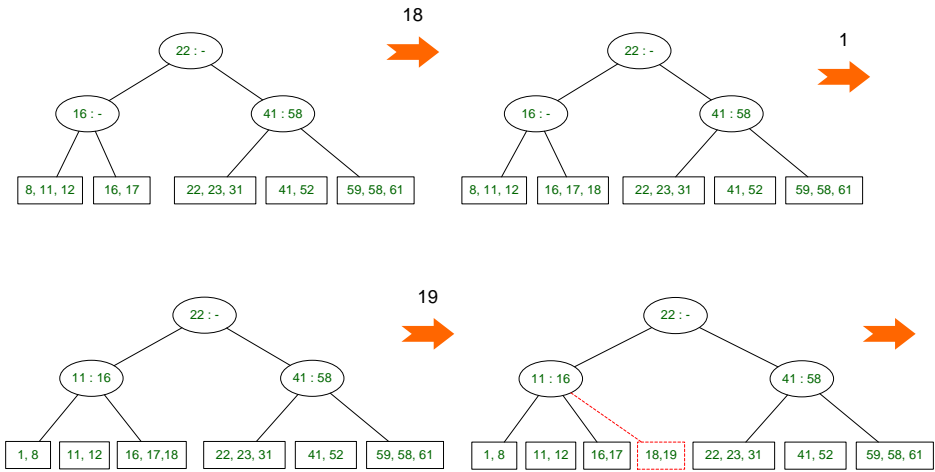 18
22 : -
22 : -
1
16 : -
41 : 58
16 : -
41 : 58
8, 11, 12
16, 17
22, 23, 31
41, 52
59, 58, 61
8, 11, 12
16, 17, 18
22, 23, 31
41, 52
59, 58, 61
19
22 : -
22 : -
11 : 16
41 : 58
11 : 16
41 : 58
1, 8
11, 12
16, 17,18
22, 23, 31
41, 52
59, 58, 61
1, 8
11, 12
16,17
18,19
22, 23, 31
41, 52
59, 58, 61